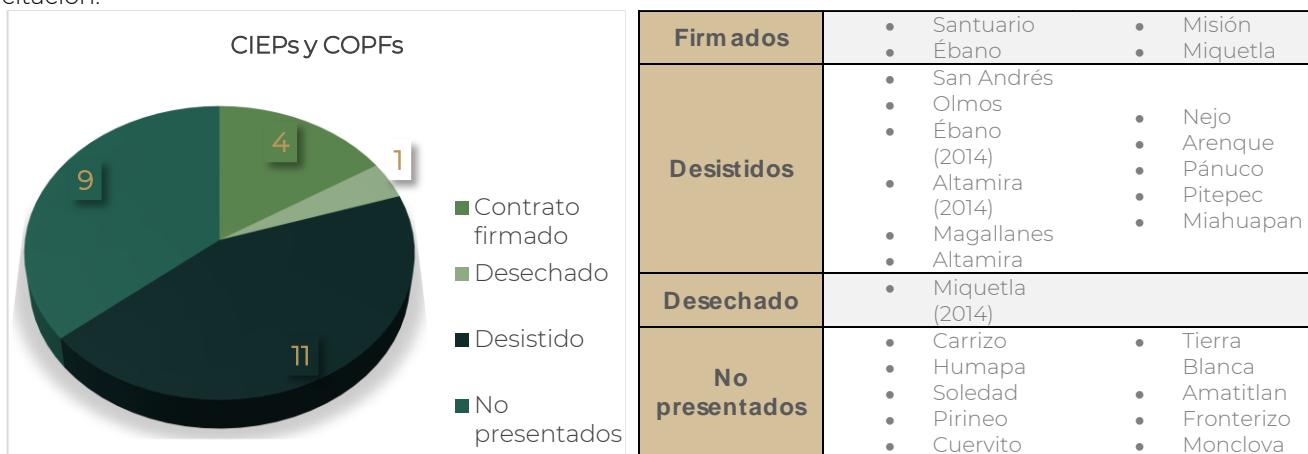 citación.
CIEPs y COPFs
4
1
9
11
Contrato
firmado
Desechado
Desistido
No
presentados
Firmados
Santuario
Ébano
Misión
Miquetla
Desistidos
San Andrés
Olmos
Ébano
(2014)
Altamira
(2014)
Magallanes
Altamira
Nejo
Arenque
Pánuco
Pitepec
Miahuapan
Desechado
Miquetla
(2014)
No
presentados
Carrizo
Humapa
Soledad
Pirineo
Cuervito
Tierra
Blanca
Amatitlan
Fronterizo
Monclova